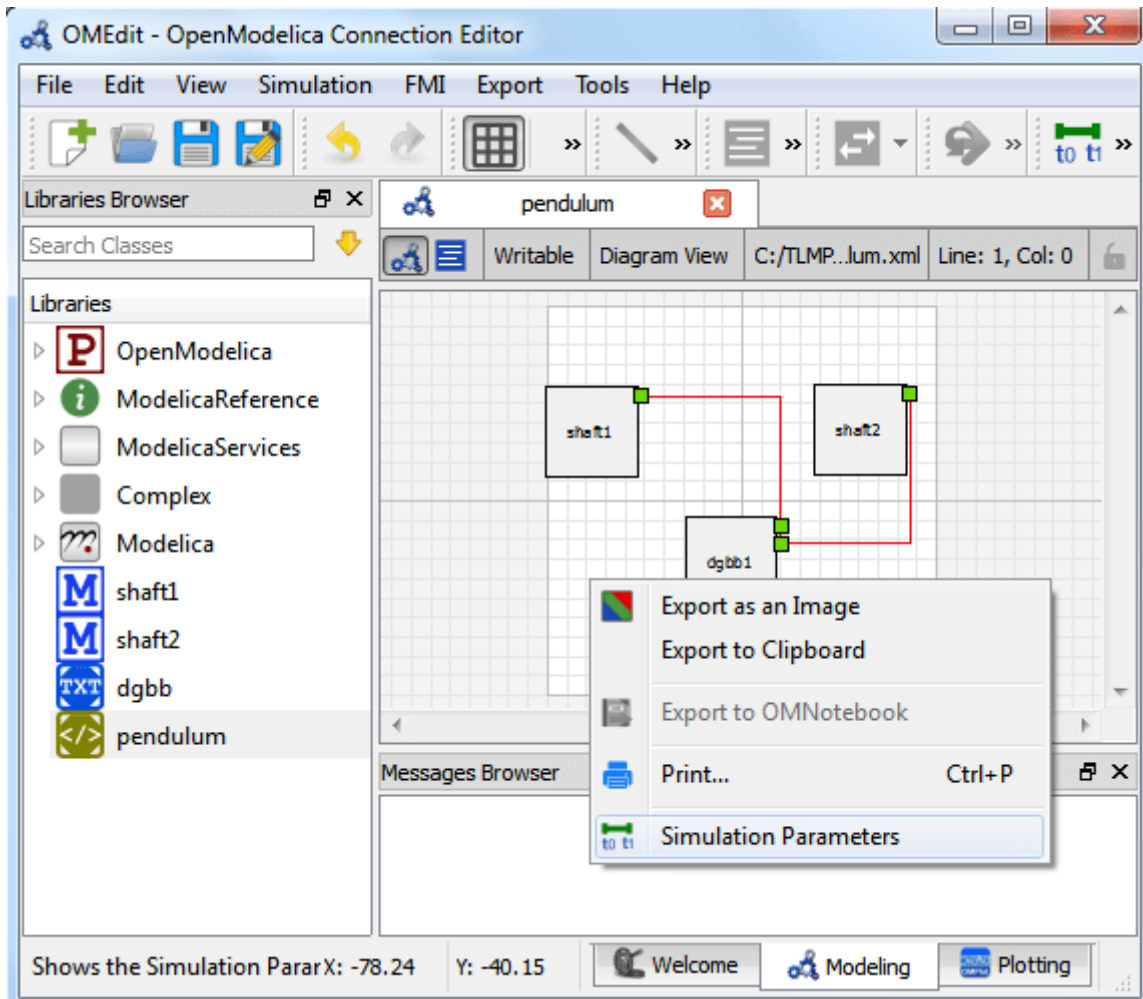 OMEdit - OpenModelica Connection Editor
File Edit View Simulation FMI Export Tools Help
t0 t1
Libraries Browser
pendulum
Search Classes
Writable Diagram View C:/TLMP...lum.xml Line: 1, Col: 0
Libraries
P OpenModelica
i ModelicaReference
ModelicaServices
Complex
Modelica
M shaft1
M shaft2
TXT dgbb
</> pendulum
shaft1
shaft2
dgbb1
Export as an Image
Export to Clipboard
Export to OMNotebook
Print... Ctrl+P
t0 t1 Simulation Parameters
Messages Browser
Shows the Simulation Parar X: -78.24 Y: -40.15 Welcome Modeling Plotting